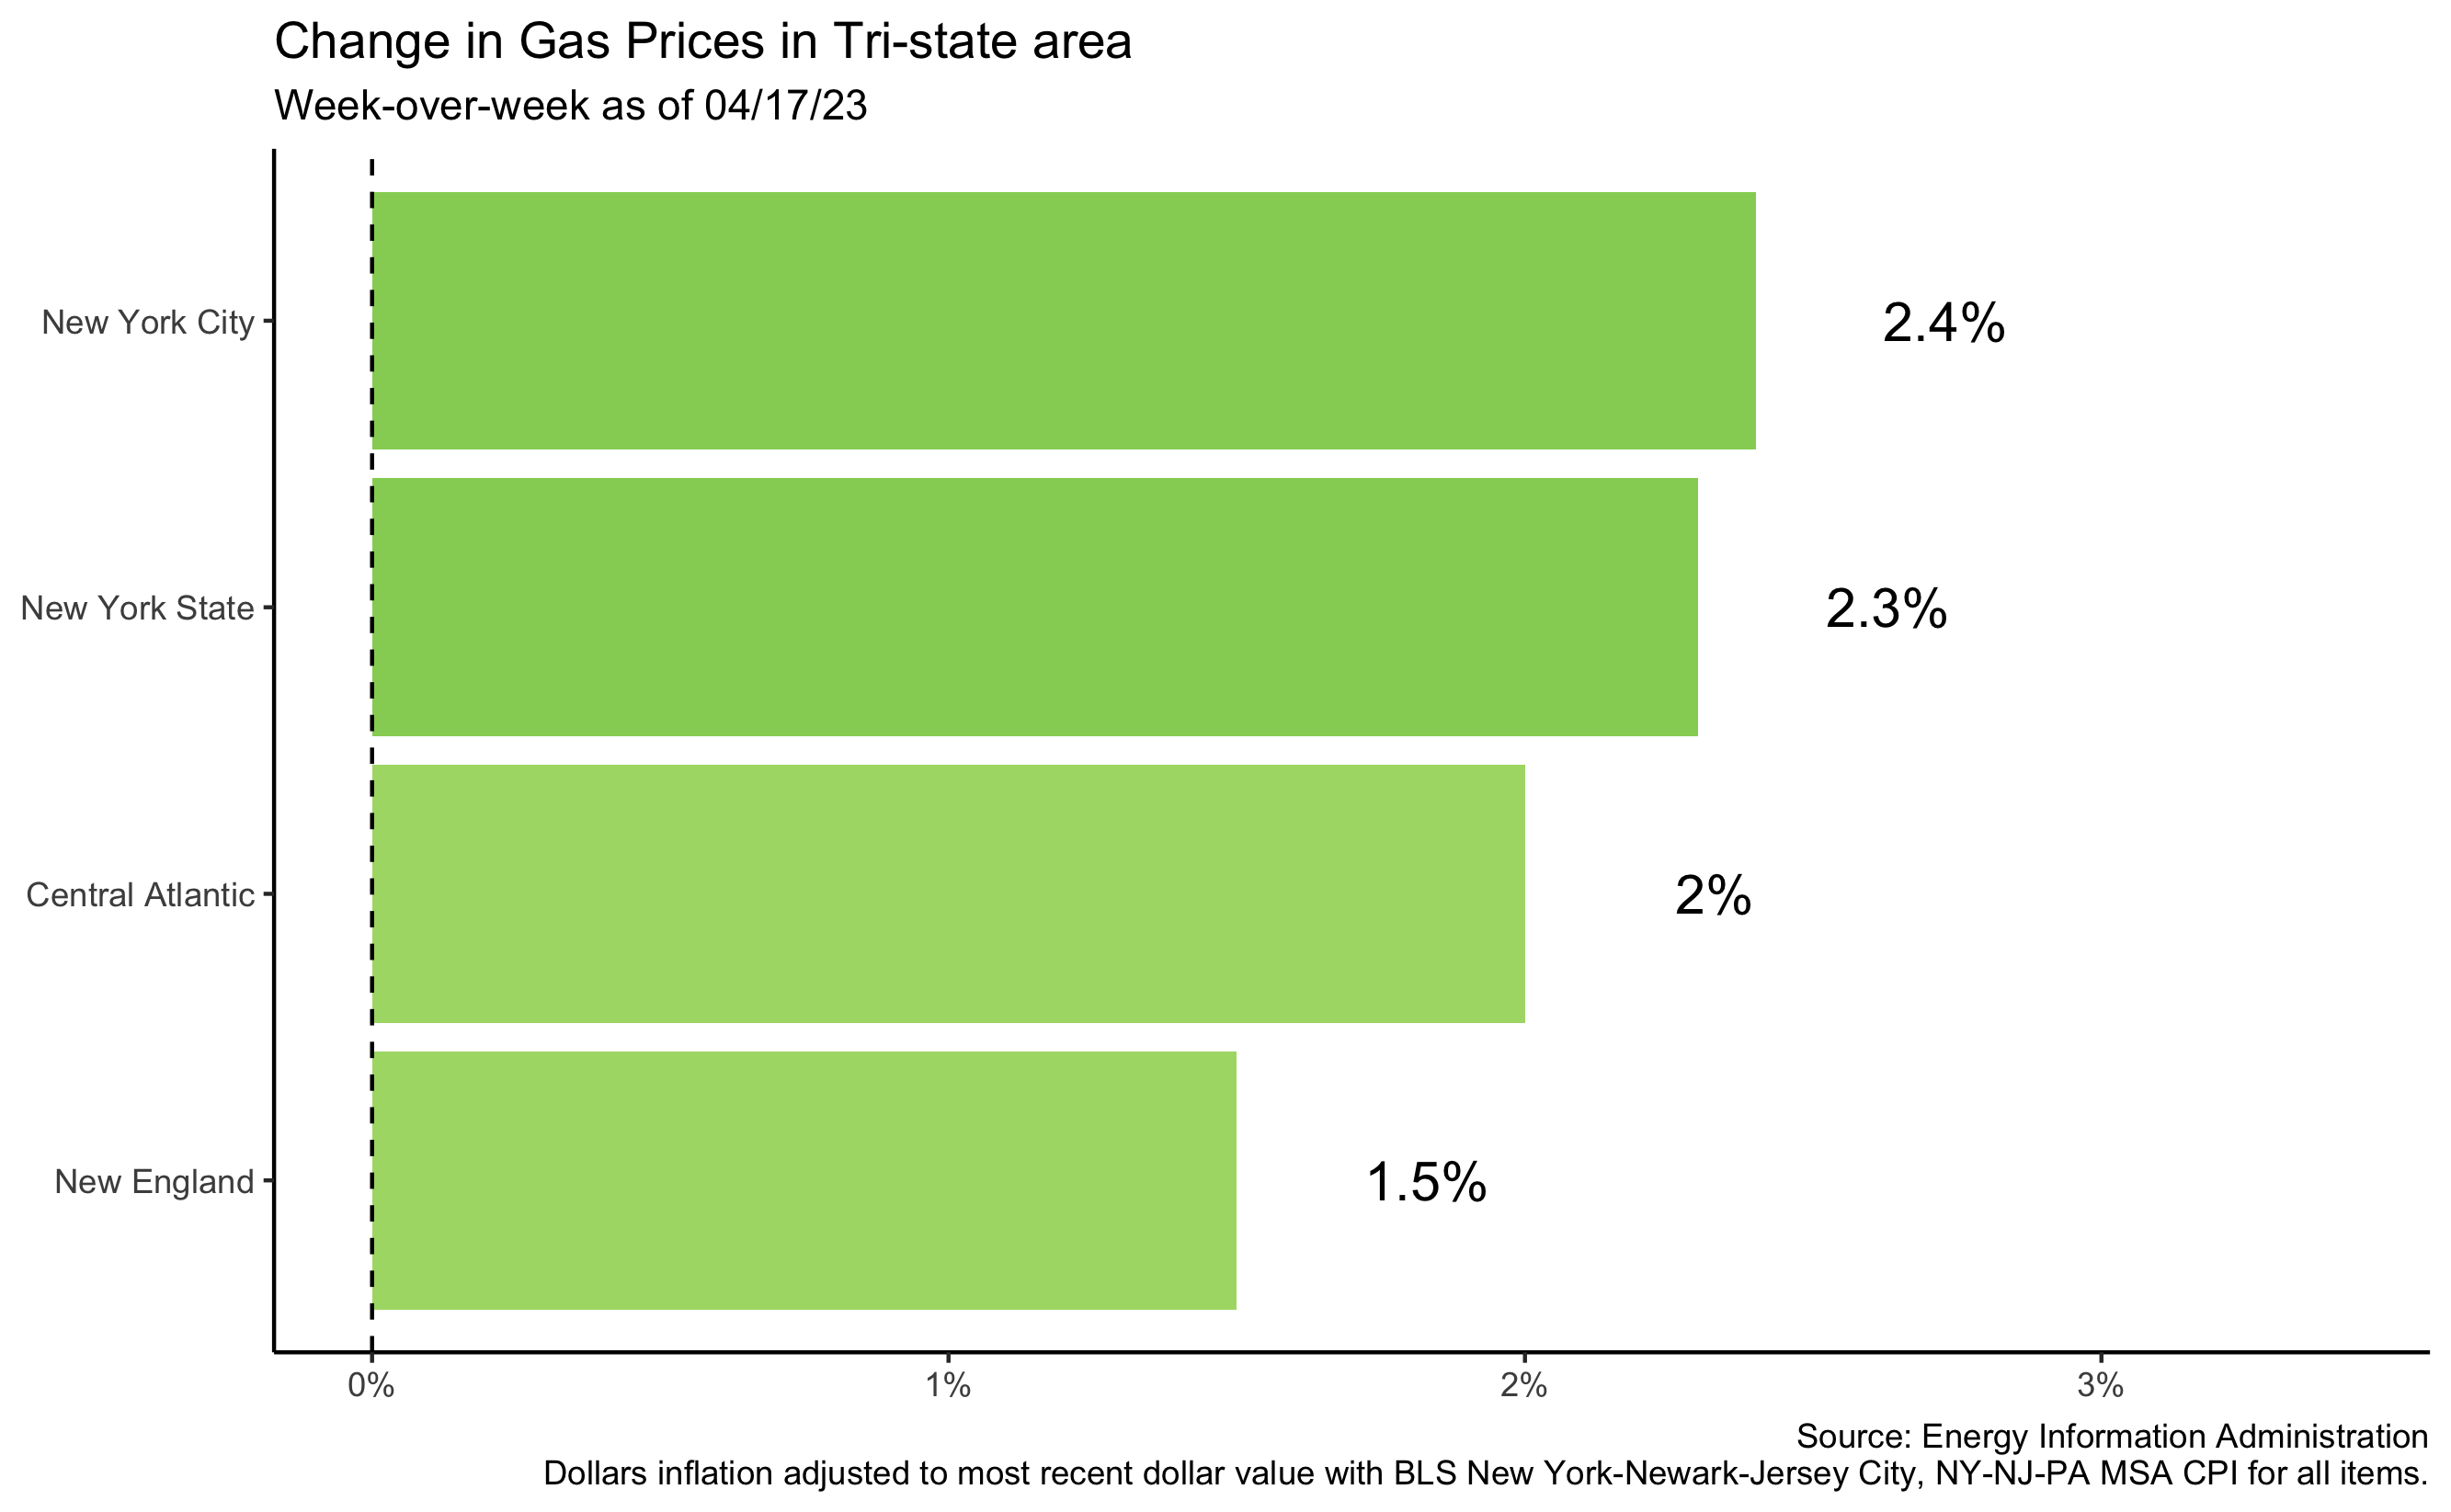 Change in Gas Prices in Tri-state area
Week-over-week as of 04/17/23
New York City
2.4%
New York State
2.3%
Central Atlantic
2%
New England
1.5%
0%
1%
2%
3%
Source: Energy Information Administration
Dollars inflation adjusted to most recent dollar value with BLS New York-Newark-Jersey City, NY-NJ-PA MSA CPI for all items.